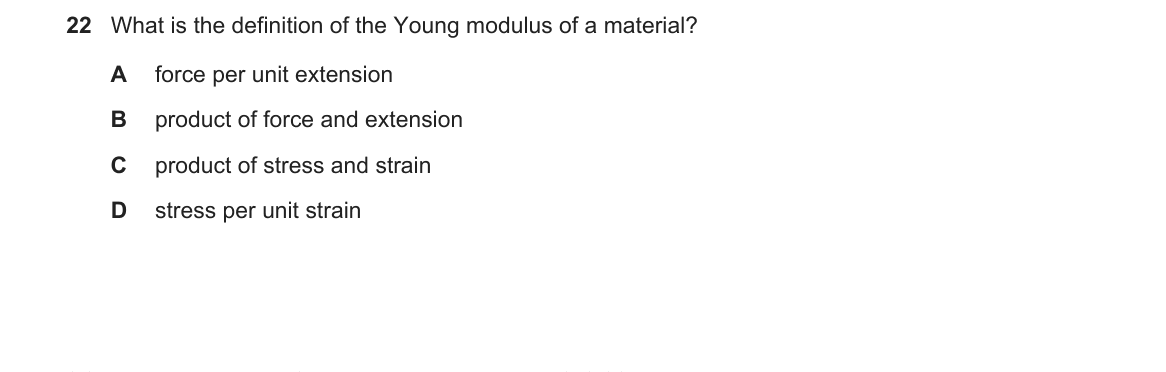 22 What is the definition of the Young modulus of a material?
A force per unit extension
B product of force and extension
C product of stress and strain
D stress per unit strain